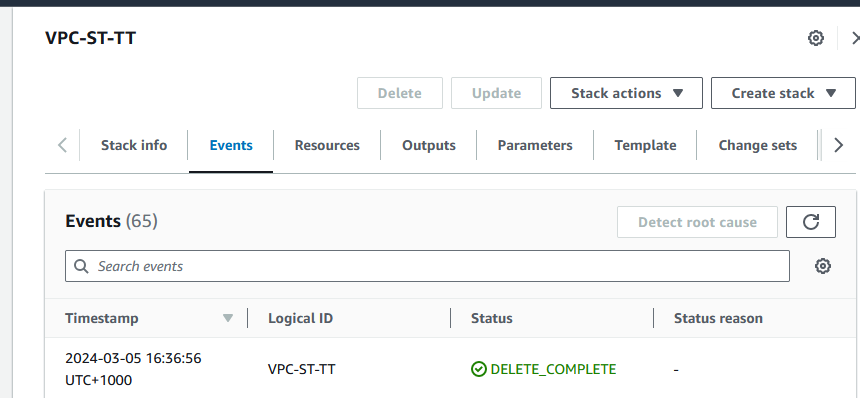 VPC-ST-TT
Delete Update Stack actions Create stack
Stack info Events Resources Outputs Parameters Template Change sets
Events (65) Detect root cause
Search events
Timestamp Logical ID Status Status reason
2024-03-05 16:36:56
UTC+1000 VPC-ST-TT DELETE_COMPLETE -